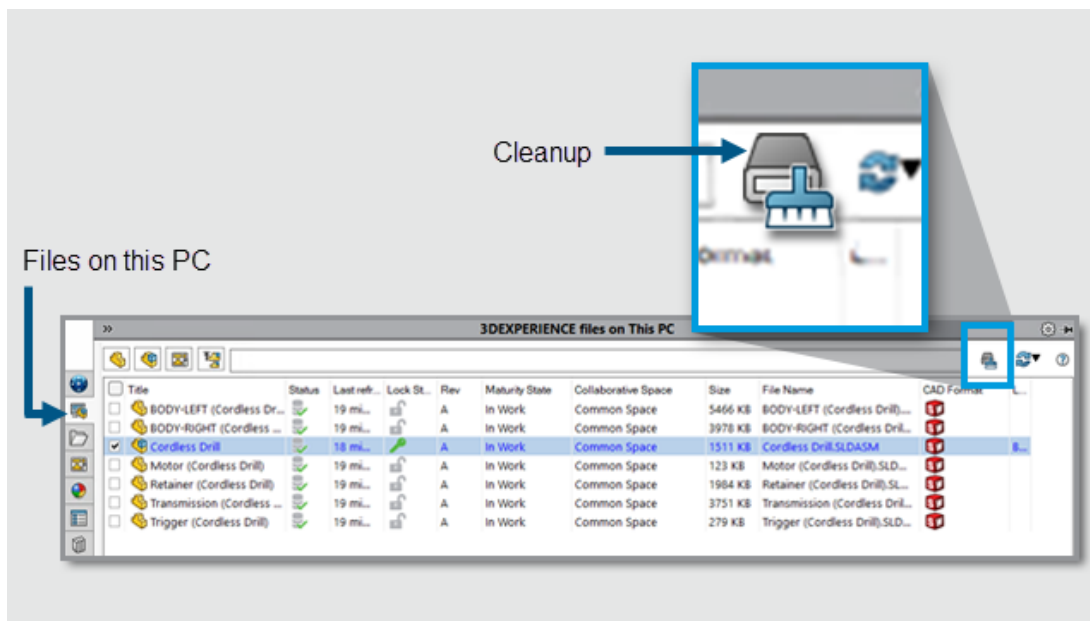 Cleanup
Files on this PC
»
3DEXPERIENCE files on This PC
Title Status Last refr... Lock St... Rev Maturity State Collaborative Space Size File Name CAD Format L...
BODY-LEFT (Cordless Dr... 19 mi... A In Work Common Space 5466 KB BODY-LEFT (Cordless Drill)....
BODY-RIGHT (Cordless ... 19 mi... A In Work Common Space 3978 KB BODY-RIGHT (Cordless Dril...
Cordless Drill 18 mi... A In Work Common Space 1511 KB Cordless Drill.SLDASM B...
Motor (Cordless Drill) 19 mi... A In Work Common Space 123 KB Motor (Cordless Drill).SLD...
Retainer (Cordless Drill) 19 mi... A In Work Common Space 1984 KB Retainer (Cordless Drill).SL...
Transmission (Cordless ... 19 mi... A In Work Common Space 3751 KB Transmission (Cordless Dril...
Trigger (Cordless Drill) 19 mi... A In Work Common Space 279 KB Trigger (Cordless Drill).SLD...